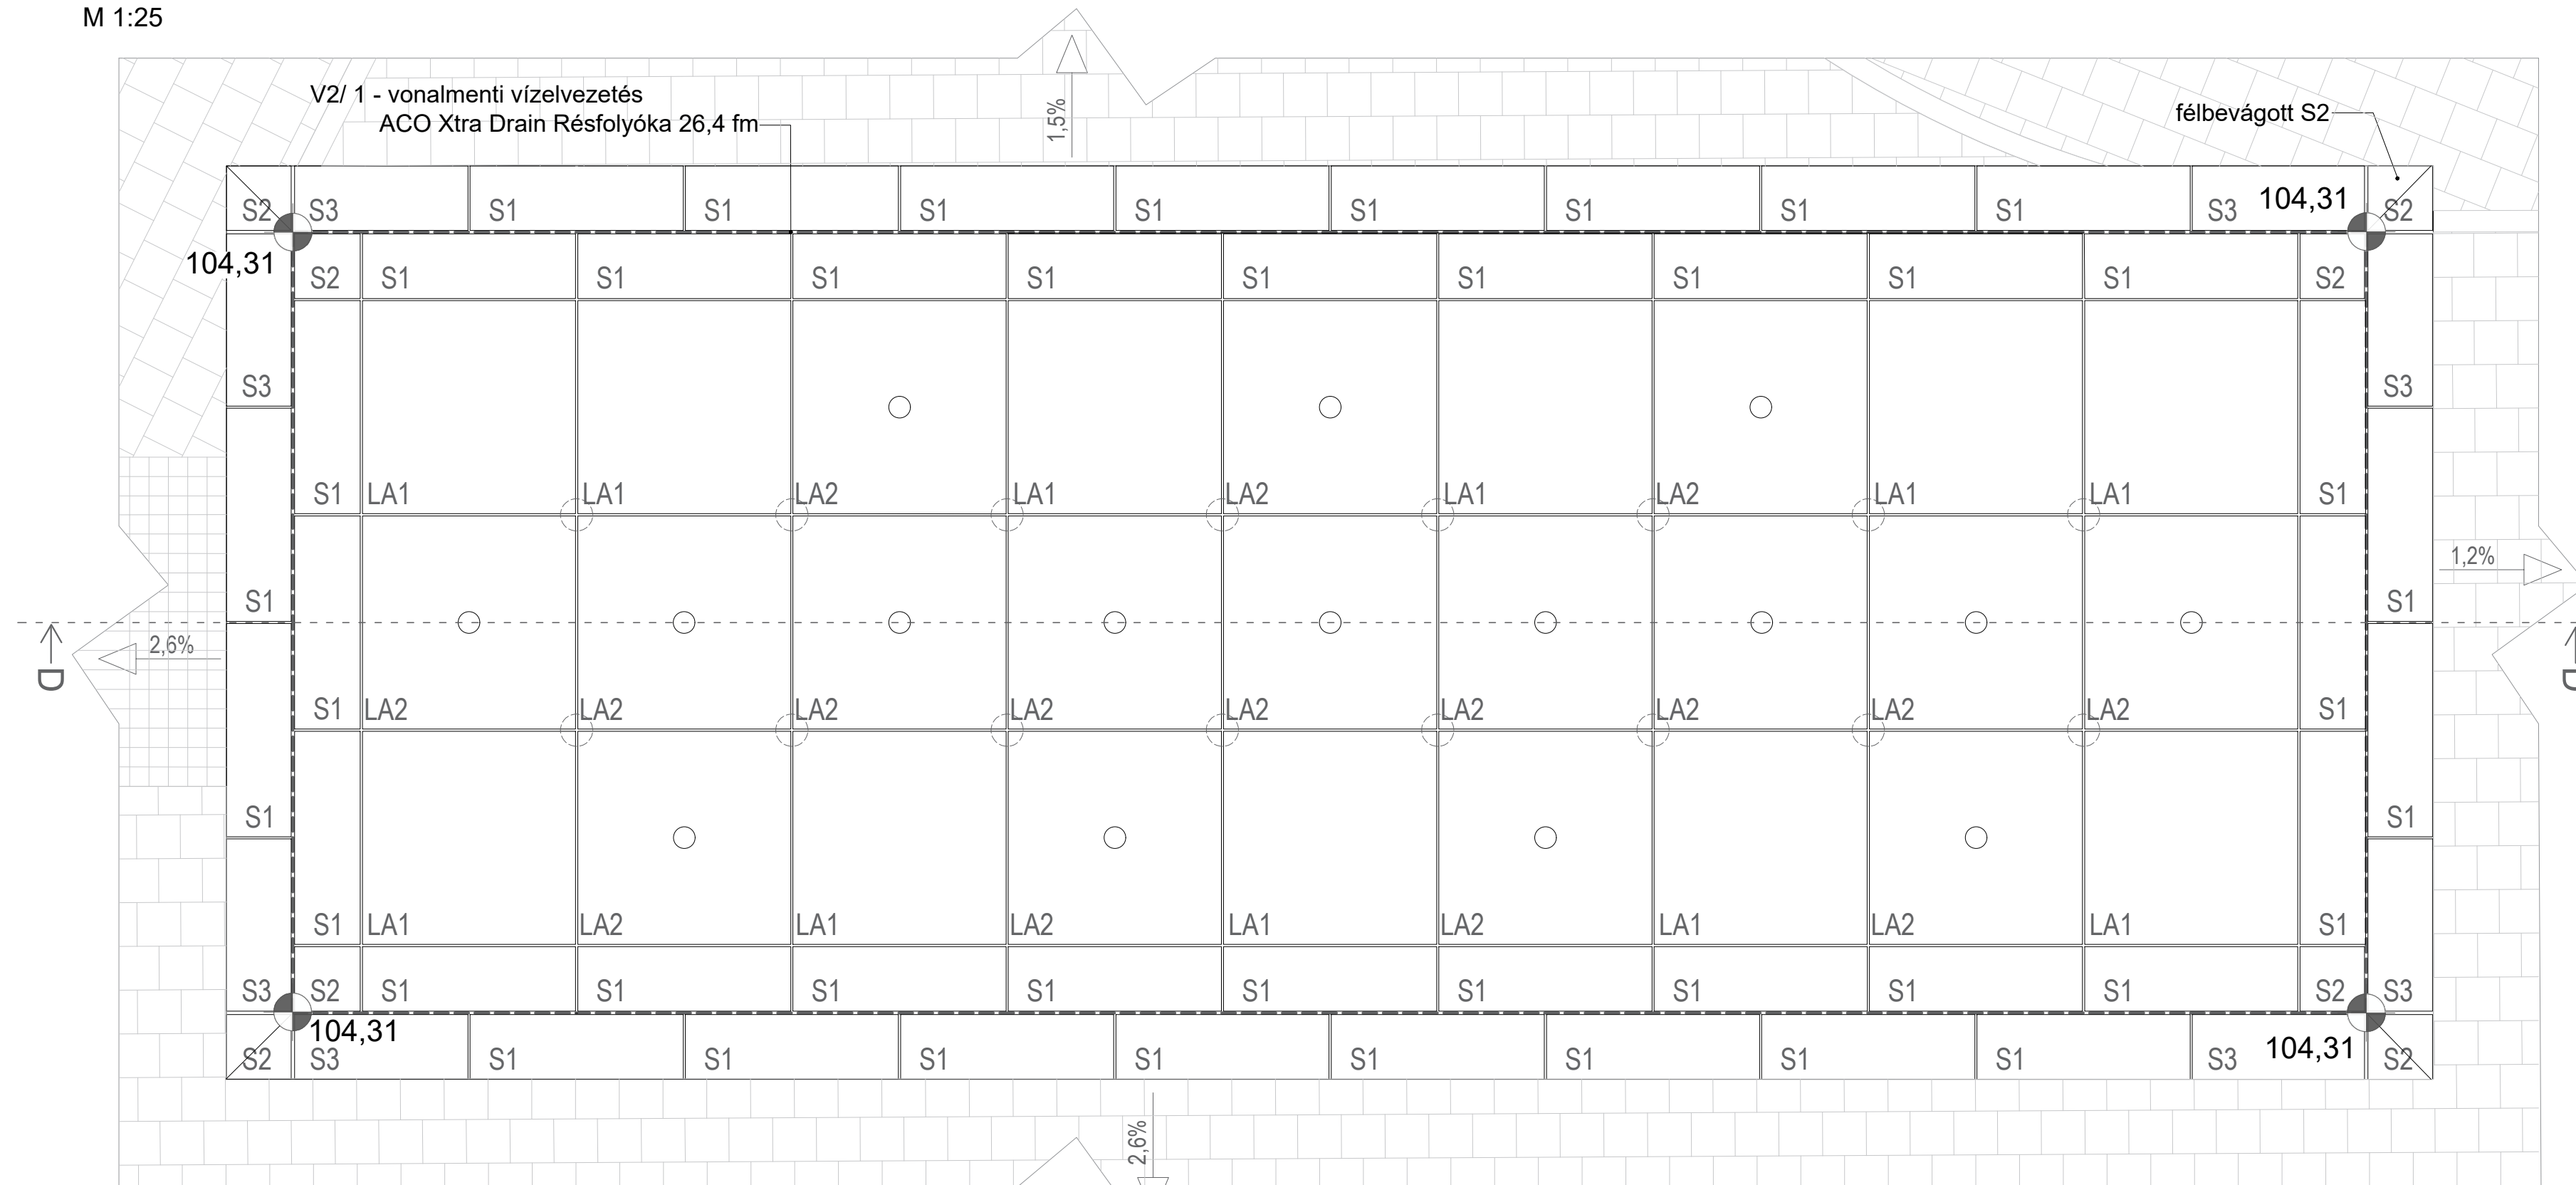 M 1:25
V2/ 1 - vonalmenti vízelvezetés
ACO Xtra Drain Résfolyóka 26,4 fm
1,5%
félbevágott S2
S2 S3 S1 S1 S1 S1 S1 S1 S1 S1 S3 104,31 S2
104,31
S2 S1 S1 S1 S1 S1 S1 S1 S1 S1 S2
S3 S3
S1 LA1 LA1 LA2 LA1 LA2 LA1 LA2 LA1 LA1 S1
1,2%
S1 S1
2,6%
D D
S1 LA2 LA2 LA2 LA2 LA2 LA2 LA2 LA2 LA2 S1
S1 S1
S1 LA1 LA2 LA1 LA2 LA1 LA2 LA1 LA2 LA1 S1
S3 S2 S1 S1 S1 S1 S1 S1 S1 S1 S1 S2 S3
104,31 104,31
S2 S3 S1 S1 S1 S1 S1 S1 S1 S1 S3 S2
2,6%